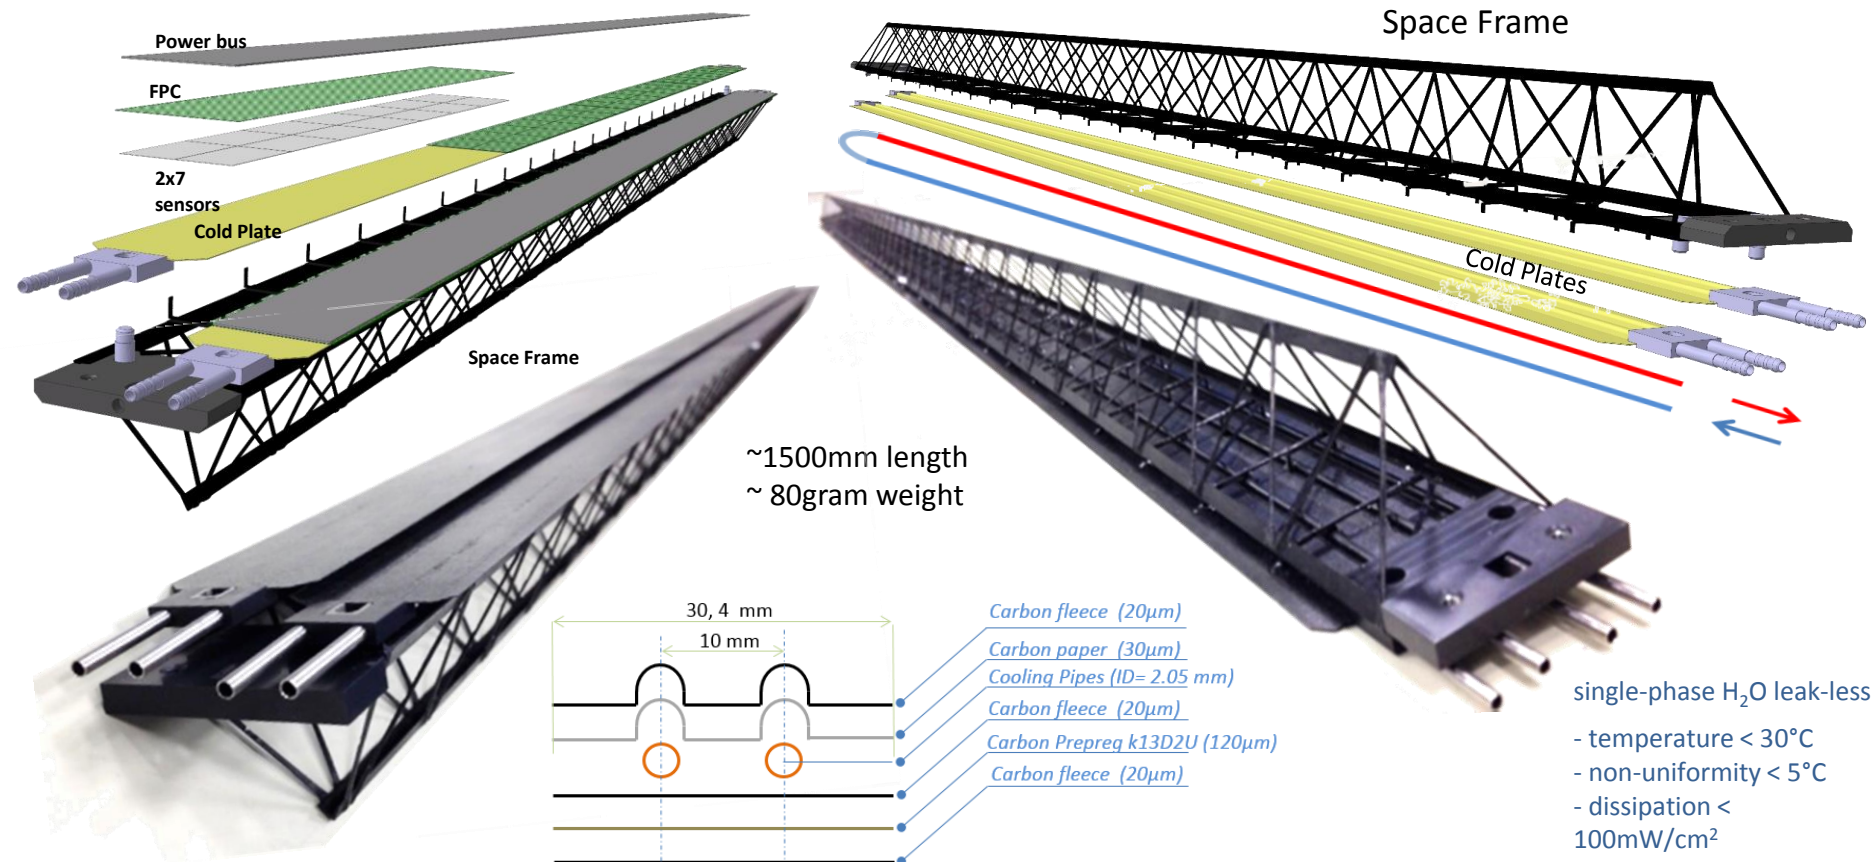 Space Frame
Power bus
FPC
2x7
sensors
Cold Plate
Space Frame
Cold Plates
~1500mm length
~ 80gram weight
30, 4 mm
10 mm
Carbon fleece (20µm)
Carbon paper (30µm)
Cooling Pipes (ID= 2.05 mm)
Carbon fleece (20µm)
Carbon Prepreg k13D2U (120µm)
Carbon fleece (20µm)
single-phase H₂O leak-less
- temperature < 30°C
- non-uniformity < 5°C
- dissipation <
100mW/cm²